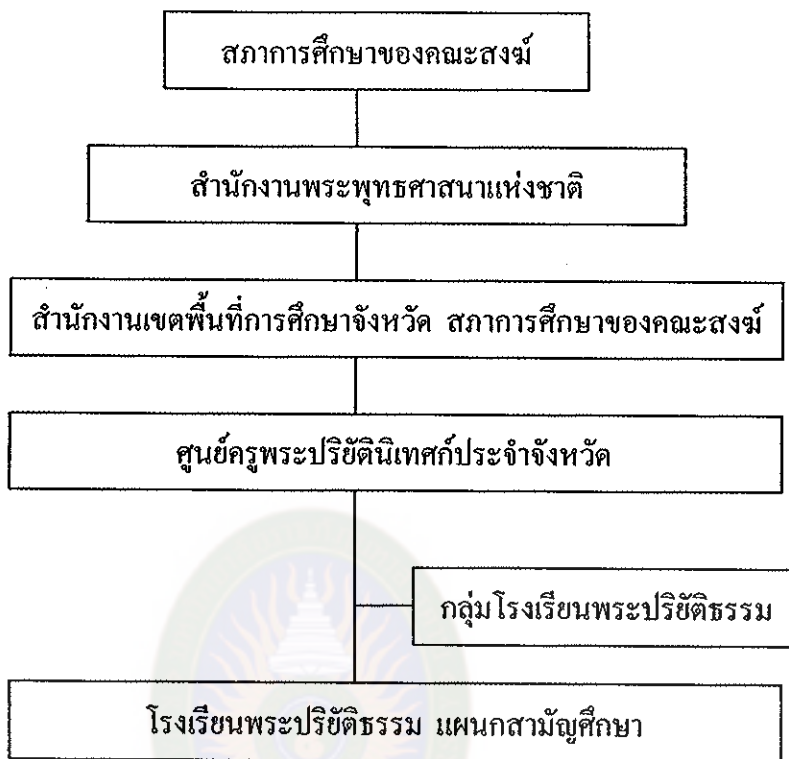 สภาการศึกษาของคณะสงฆ์
สำนักงานพระพุทธศาสนาแห่งชาติ
สำนักงานเขตพื้นที่การศึกษาจังหวัด สภาการศึกษาของคณะสงฆ์
ศูนย์ครูพระปริยัตินิเทศก์ประจำจังหวัด
กลุ่มโรงเรียนพระปริยัติธรรม
โรงเรียนพระปริยัติธรรม แผนกสามัญศึกษา